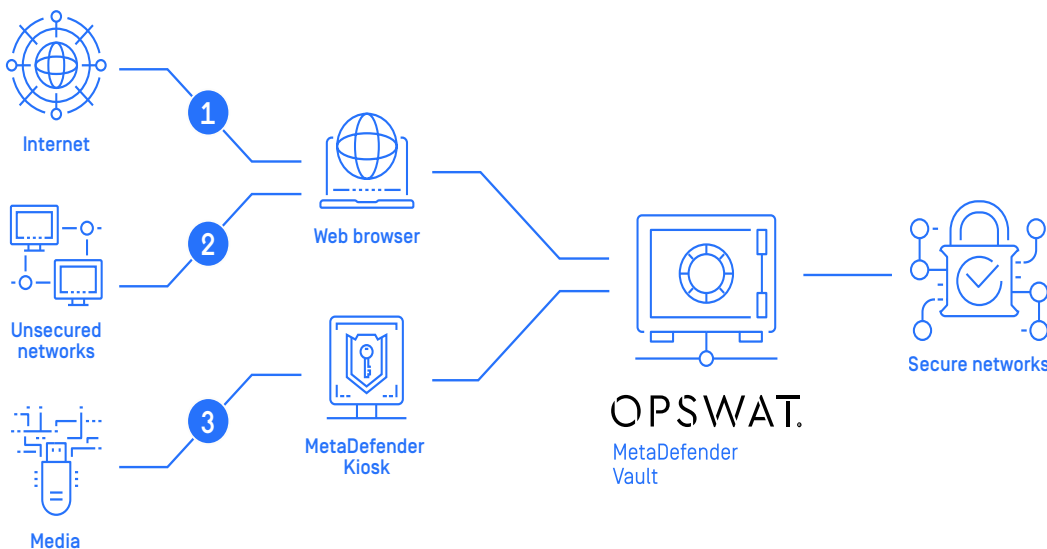 1
Internet
Web browser
2
Unsecured
networks
3
MetaDefender
Kiosk
Media
OPSWAT.
MetaDefender
Vault
Secure networks